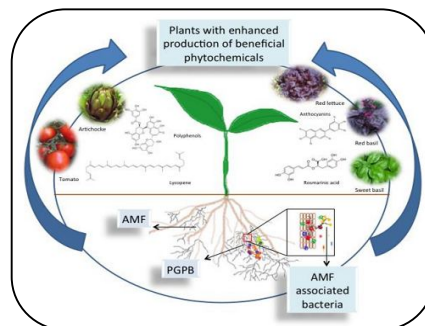 Plants with enhanced
production of beneficial
phytochemicals
Artichocke
Tomato
Polyphenols
Lycopene
Red lettuce
Anthocyanins
Red basil
Rosmarinic acid
Sweet basil
AMF
PGPB
AMF
associated
bacteria